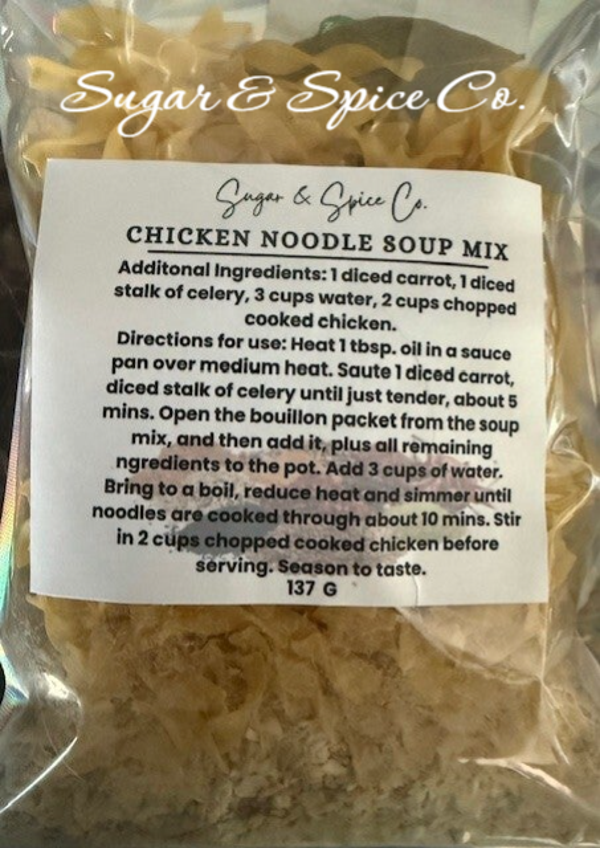 Sugar & Spice Co.
Sugar & Spice Co.
CHICKEN NOODLE SOUP MIX
Additonal Ingredients: 1 diced carrot, 1 diced
stalk of celery, 3 cups water, 2 cups chopped
cooked chicken.
Directions for use: Heat 1 tbsp. oil in a sauce
pan over medium heat. Saute 1 diced carrot,
diced stalk of celery until just tender, about 5
mins. Open the bouillon packet from the soup
mix, and then add it, plus all remaining
ngredients to the pot. Add 3 cups of water.
Bring to a boil, reduce heat and simmer until
noodles are cooked through about 10 mins. Stir
in 2 cups chopped cooked chicken before
serving. Season to taste.
137 G